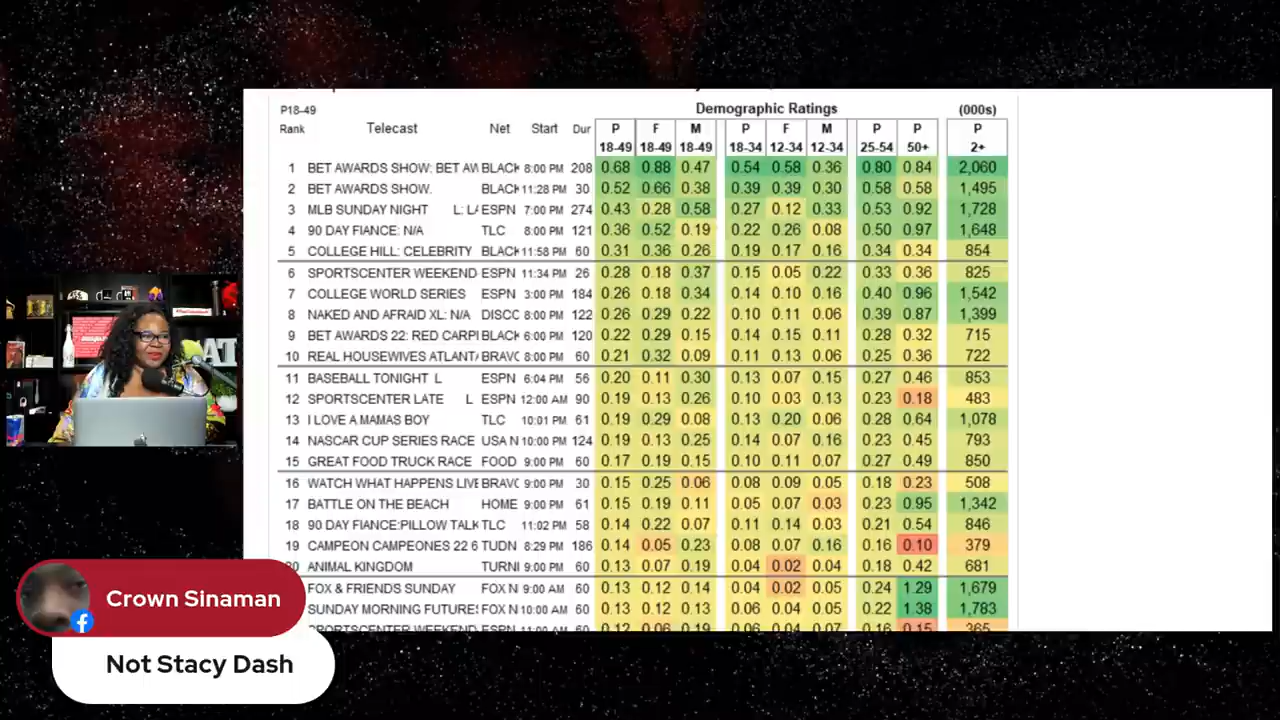 P18-49 Demographic Ratings (000s)
Rank Telecast Net Start Dur P F M P F M P P P
18-49 18-49 18-49 18-34 12-34 12-34 25-54 50+ 2+
1 BET AWARDS SHOW: BET AW BLACK 8:00 PM 208 0.68 0.88 0.47 0.54 0.58 0.36 0.80 0.84 2,060
2 BET AWARDS SHOW. BLACK 11:28 PM 30 0.52 0.66 0.38 0.39 0.39 0.30 0.58 0.58 1,495
3 MLB SUNDAY NIGHT L: LA ESPN 7:00 PM 274 0.43 0.28 0.58 0.27 0.12 0.33 0.53 0.92 1,728
4 90 DAY FIANCE: N/A TLC 8:00 PM 121 0.36 0.52 0.19 0.22 0.26 0.08 0.50 0.97 1,648
5 COLLEGE HILL: CELEBRITY BLACK 11:58 PM 60 0.31 0.36 0.26 0.19 0.17 0.16 0.34 0.34 854
6 SPORTSCENTER WEEKEND ESPN 11:34 PM 26 0.28 0.18 0.37 0.15 0.05 0.22 0.33 0.36 825
7 COLLEGE WORLD SERIES ESPN 3:00 PM 184 0.26 0.18 0.34 0.14 0.10 0.16 0.40 0.96 1,542
8 NAKED AND AFRAID XL: N/A DISCO 8:00 PM 122 0.26 0.29 0.22 0.10 0.11 0.06 0.39 0.87 1,399
9 BET AWARDS 22: RED CARPE BLACK 6:00 PM 120 0.22 0.29 0.15 0.14 0.14 0.11 0.28 0.32 715
10 REAL HOUSEWIVES ATLANTA BRAVO 8:00 PM 60 0.21 0.32 0.09 0.11 0.13 0.06 0.25 0.36 722
11 BASEBALL TONIGHT L ESPN 6:04 PM 56 0.20 0.11 0.30 0.13 0.07 0.15 0.27 0.46 853
12 SPORTSCENTER LATE L ESPN 12:00 AM 90 0.19 0.13 0.26 0.10 0.03 0.13 0.23 0.18 483
13 I LOVE A MAMAS BOY TLC 10:01 PM 61 0.19 0.29 0.08 0.13 0.20 0.06 0.28 0.64 1,078
14 NASCAR CUP SERIES RACE USA N 10:00 PM 124 0.19 0.13 0.25 0.14 0.07 0.16 0.23 0.45 793
15 GREAT FOOD TRUCK RACE FOOD 9:00 PM 60 0.17 0.19 0.15 0.10 0.11 0.07 0.27 0.49 850
16 WATCH WHAT HAPPENS LIVE BRAVO 9:00 PM 30 0.15 0.25 0.06 0.08 0.09 0.05 0.18 0.23 508
17 BATTLE ON THE BEACH HOME 9:00 PM 61 0.15 0.19 0.11 0.05 0.07 0.03 0.23 0.95 1,342
18 90 DAY FIANCE:PILLOW TALK TLC 11:02 PM 58 0.14 0.22 0.07 0.11 0.14 0.03 0.21 0.54 846
19 CAMPEON CAMPEONES 22 6 TUDN 8:29 PM 186 0.14 0.05 0.23 0.08 0.07 0.16 0.16 0.10 379
20 ANIMAL KINGDOM TURNI 9:00 PM 60 0.13 0.07 0.19 0.04 0.02 0.04 0.18 0.42 681
FOX & FRIENDS SUNDAY FOX N 9:00 AM 60 0.13 0.12 0.14 0.04 0.02 0.05 0.24 1.29 1,679
SUNDAY MORNING FUTURES FOX N 10:00 AM 60 0.13 0.12 0.13 0.06 0.04 0.05 0.22 1.38 1,783
SPORTSCENTER WEEKEND ESPN 11:00 AM 60 0.12 0.06 0.19 0.06 0.04 0.07 0.16 0.15 365
Crown Sinaman
Not Stacy Dash